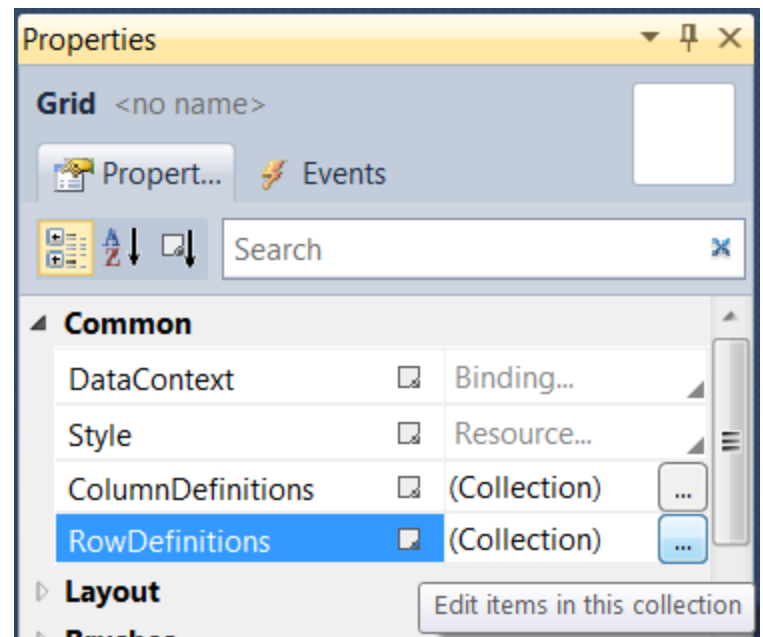 Properties
Grid <no name>
Propert... Events
Search
Common
DataContext Binding...
Style Resource...
ColumnDefinitions (Collection) ...
RowDefinitions (Collection) ...
Layout
Edit items in this collection
Brushes